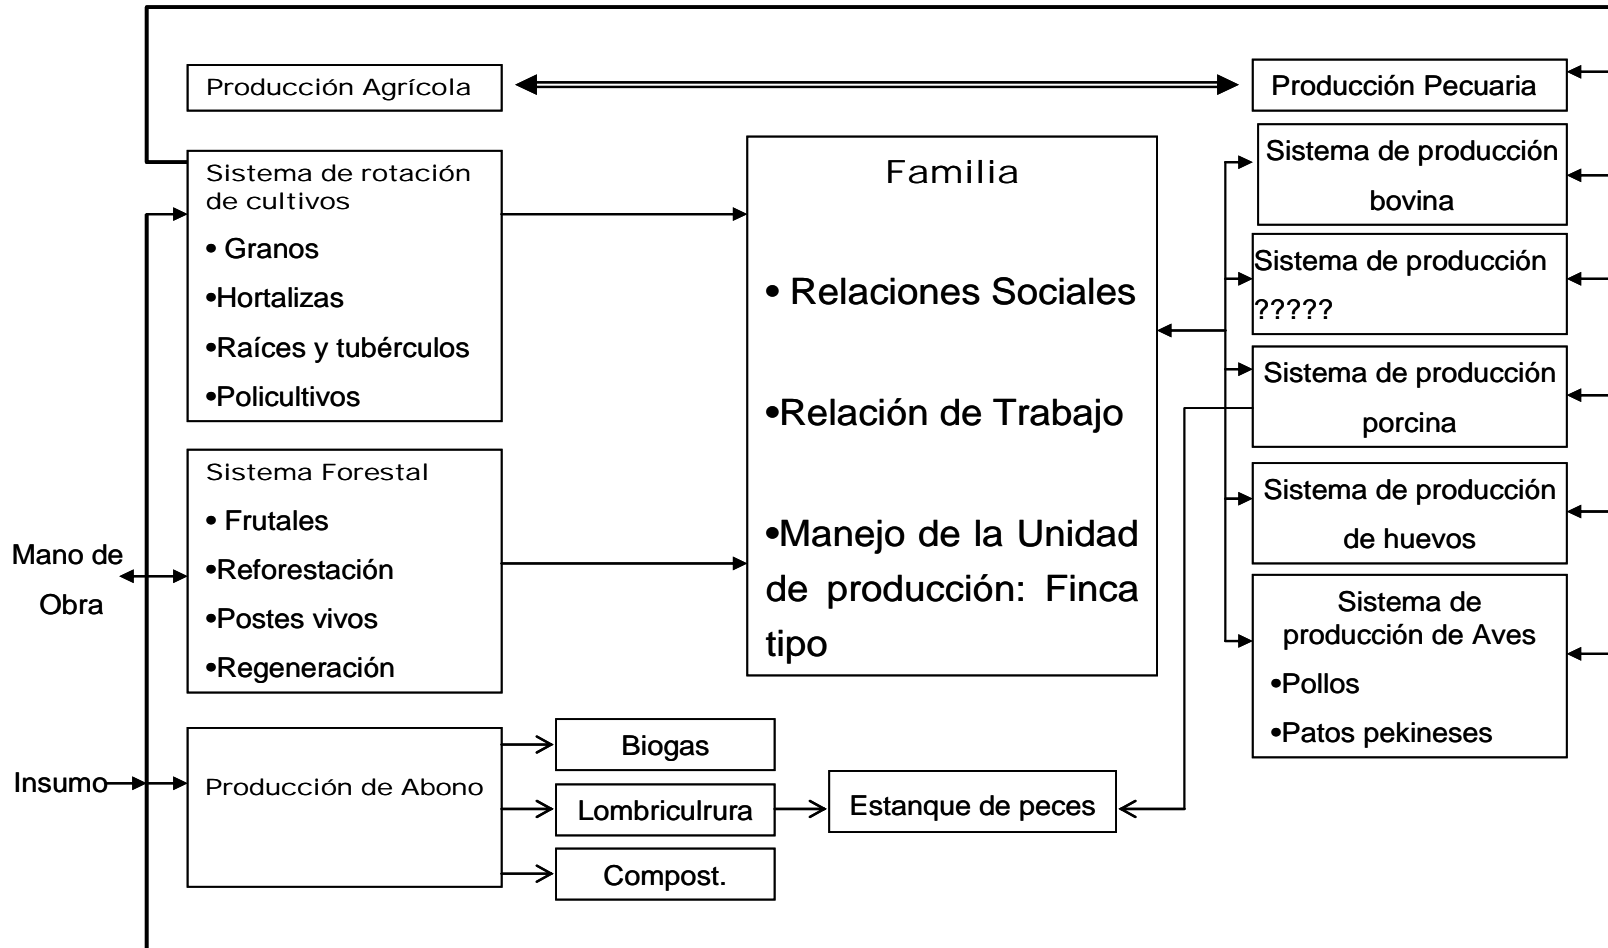 Producción Agrícola
Producción Pecuaria
Sistema de rotación
de cultivos
• Granos
•Hortalizas
•Raíces y tubérculos
•Policultivos
Sistema Forestal
• Frutales
•Reforestación
•Postes vivos
•Regeneración
Mano de
Obra
Insumo
Producción de Abono
Biogas
Lombriculrura
Compost.
Estanque de peces
Familia
• Relaciones Sociales
•Relación de Trabajo
•Manejo de la Unidad
de producción: Finca
tipo
Sistema de producción
bovina
Sistema de producción
?????
Sistema de producción
porcina
Sistema de producción
de huevos
Sistema de
producción de Aves
•Pollos
•Patos pekineses